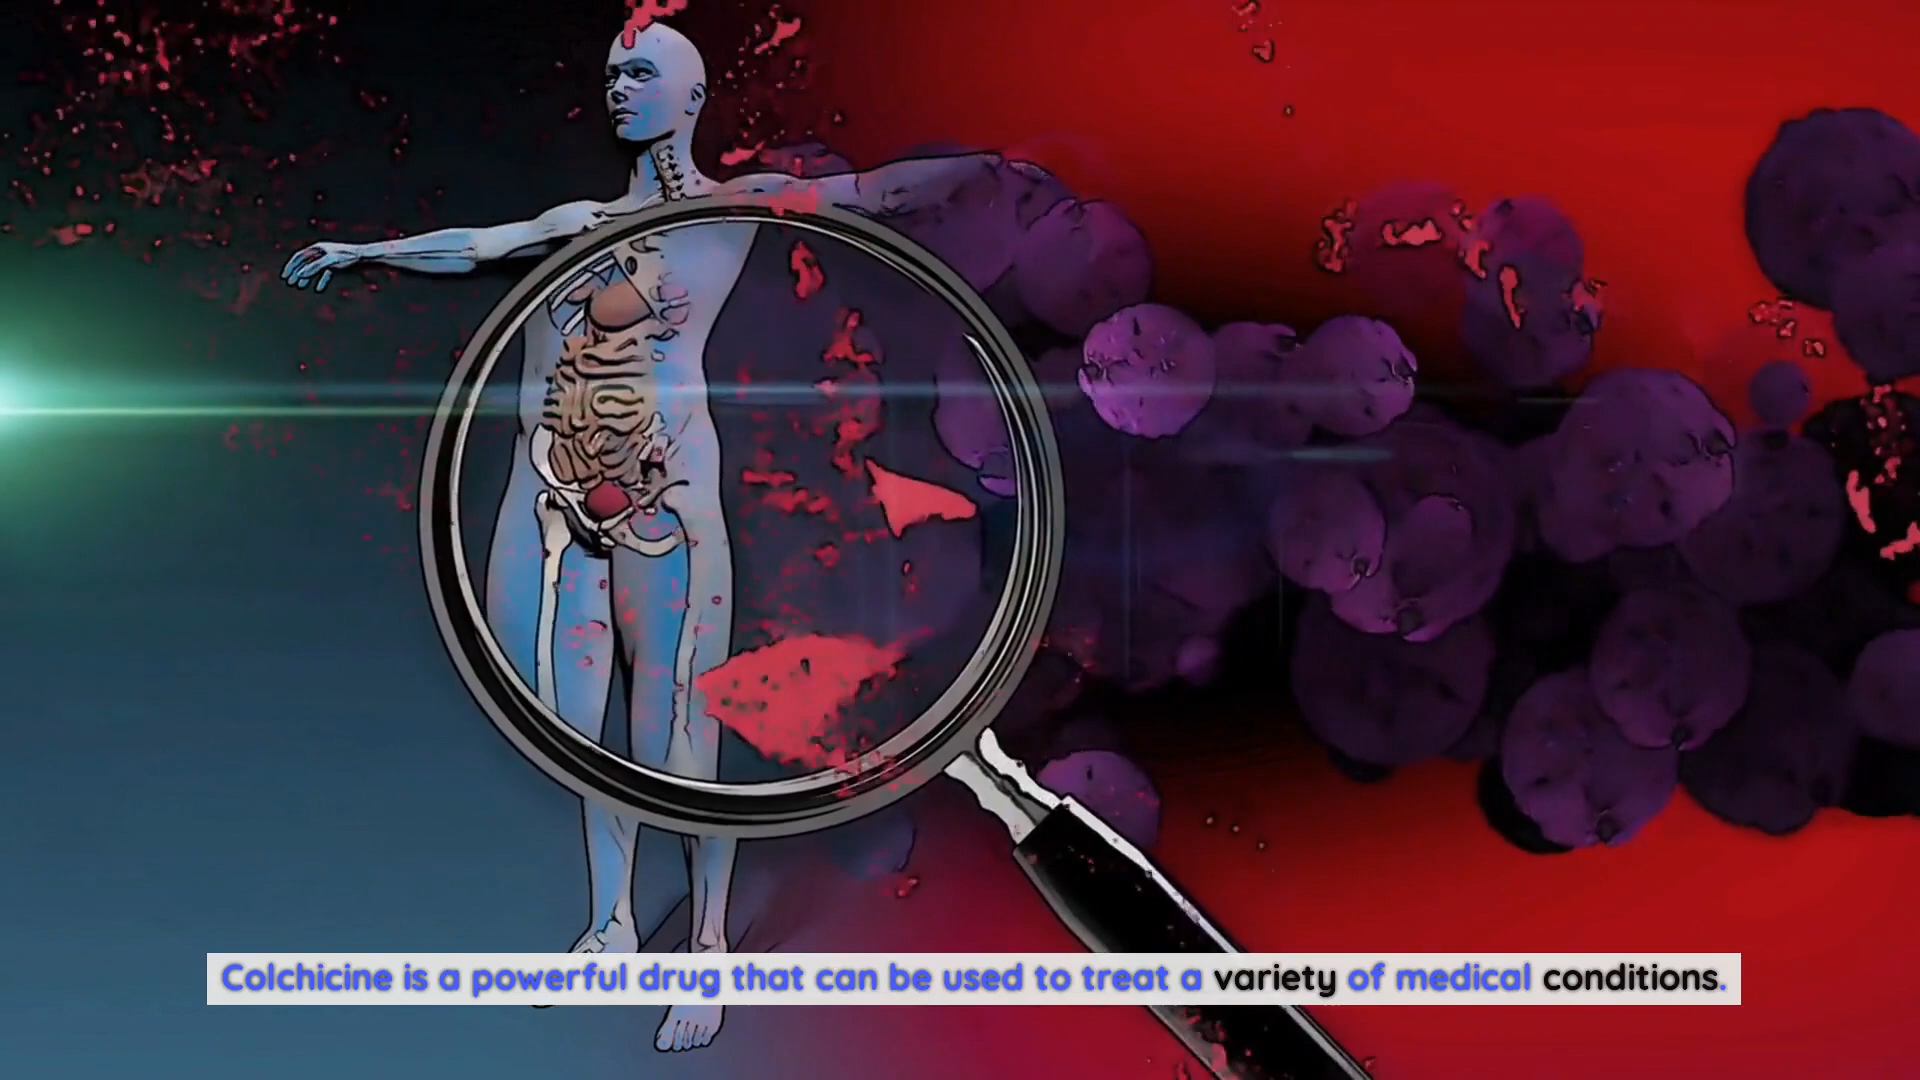 Colchicine is a powerful drug that can be used to treat a variety of medical conditions.